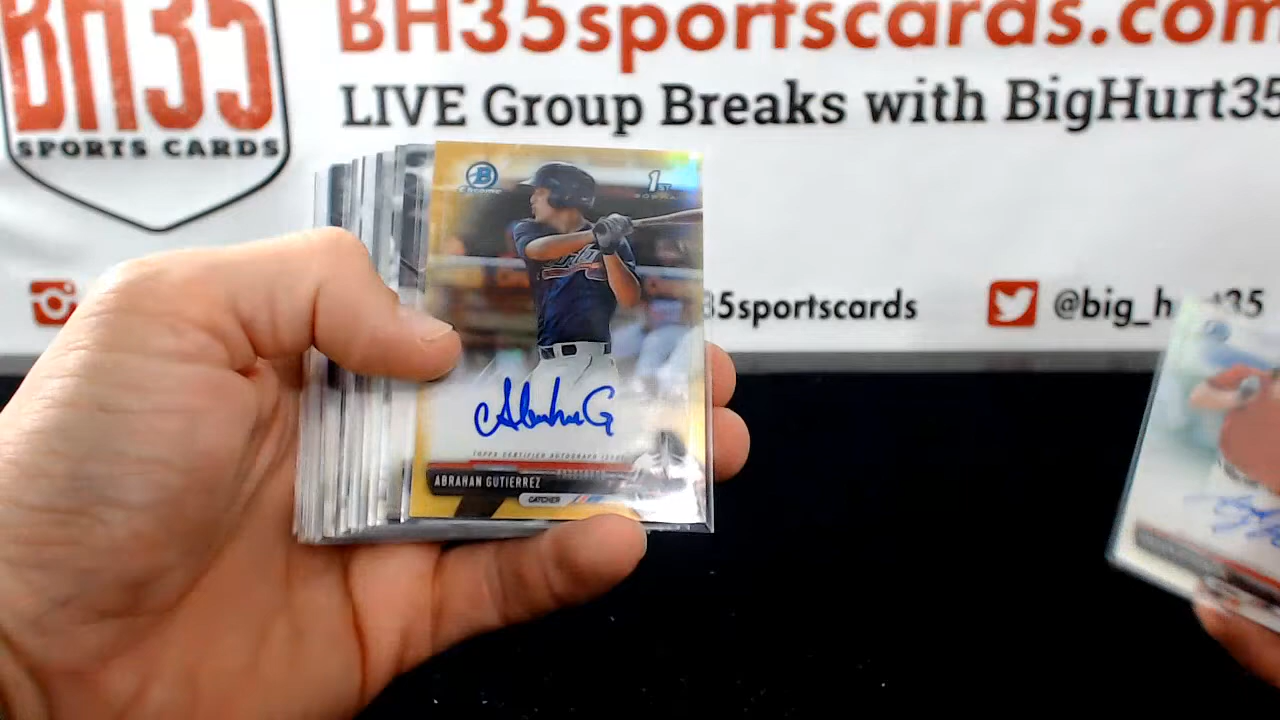 BH35
SPORTS CARDS
BH35sportscards.com
LIVE Group Breaks with BigHurt35
35sportscards
@big_h 35
B
Chrome
1ST
BOWMAN
TOPPS CERTIFIED AUTOGRAPH ISSUE
ABRAHAN GUTIERREZ
CATCHER